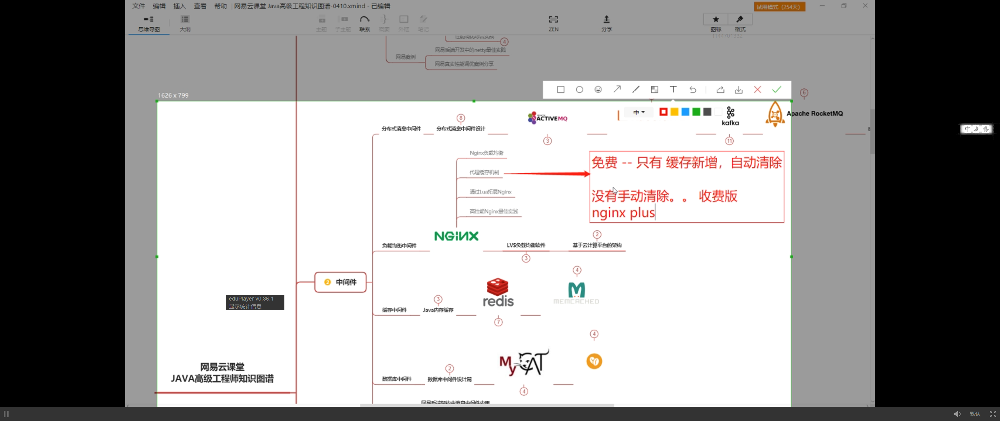 文件 编辑 插入 查看 帮助 网易云课堂 Java高级工程知识图谱-0410.xmind - 已编辑
试用模式（254天）
思维导图 大纲 主题 子主题 联系 概要 外框 笔记 ZEN 分享 图标 格式
1144701332
性能调优综合实战
4
网易后端开发中的netty最佳实践
网易案例
网易真实性能调优案例分享
1626 x 799
6
中
8
ACTIVEMQ
kafka
Apache RocketMQ
分布式消息中间件 分布式消息中间件设计
中
3
11
Nginx负载均衡
代理缓存机制
通过Lua拓展Nginx
高性能Nginx最佳实践
免费 -- 只有 缓存新增，自动清除
没有手动清除。。 收费版
nginx plus
NGINX
2
负载均衡中间件 LVS负载均衡软件 基于云计算平台的架构
3
4
2 中间件
redis
MEMCACHED
eduPlayer v0.36.1
显示统计信息
3
缓存中间件 Java内存缓存
7
4
MyCAT
网易云课堂
JAVA高级工程师知识图谱
2
数据库中间件 数据库中间件设计篇
4
网易后端架构中消息中间件应用
默认